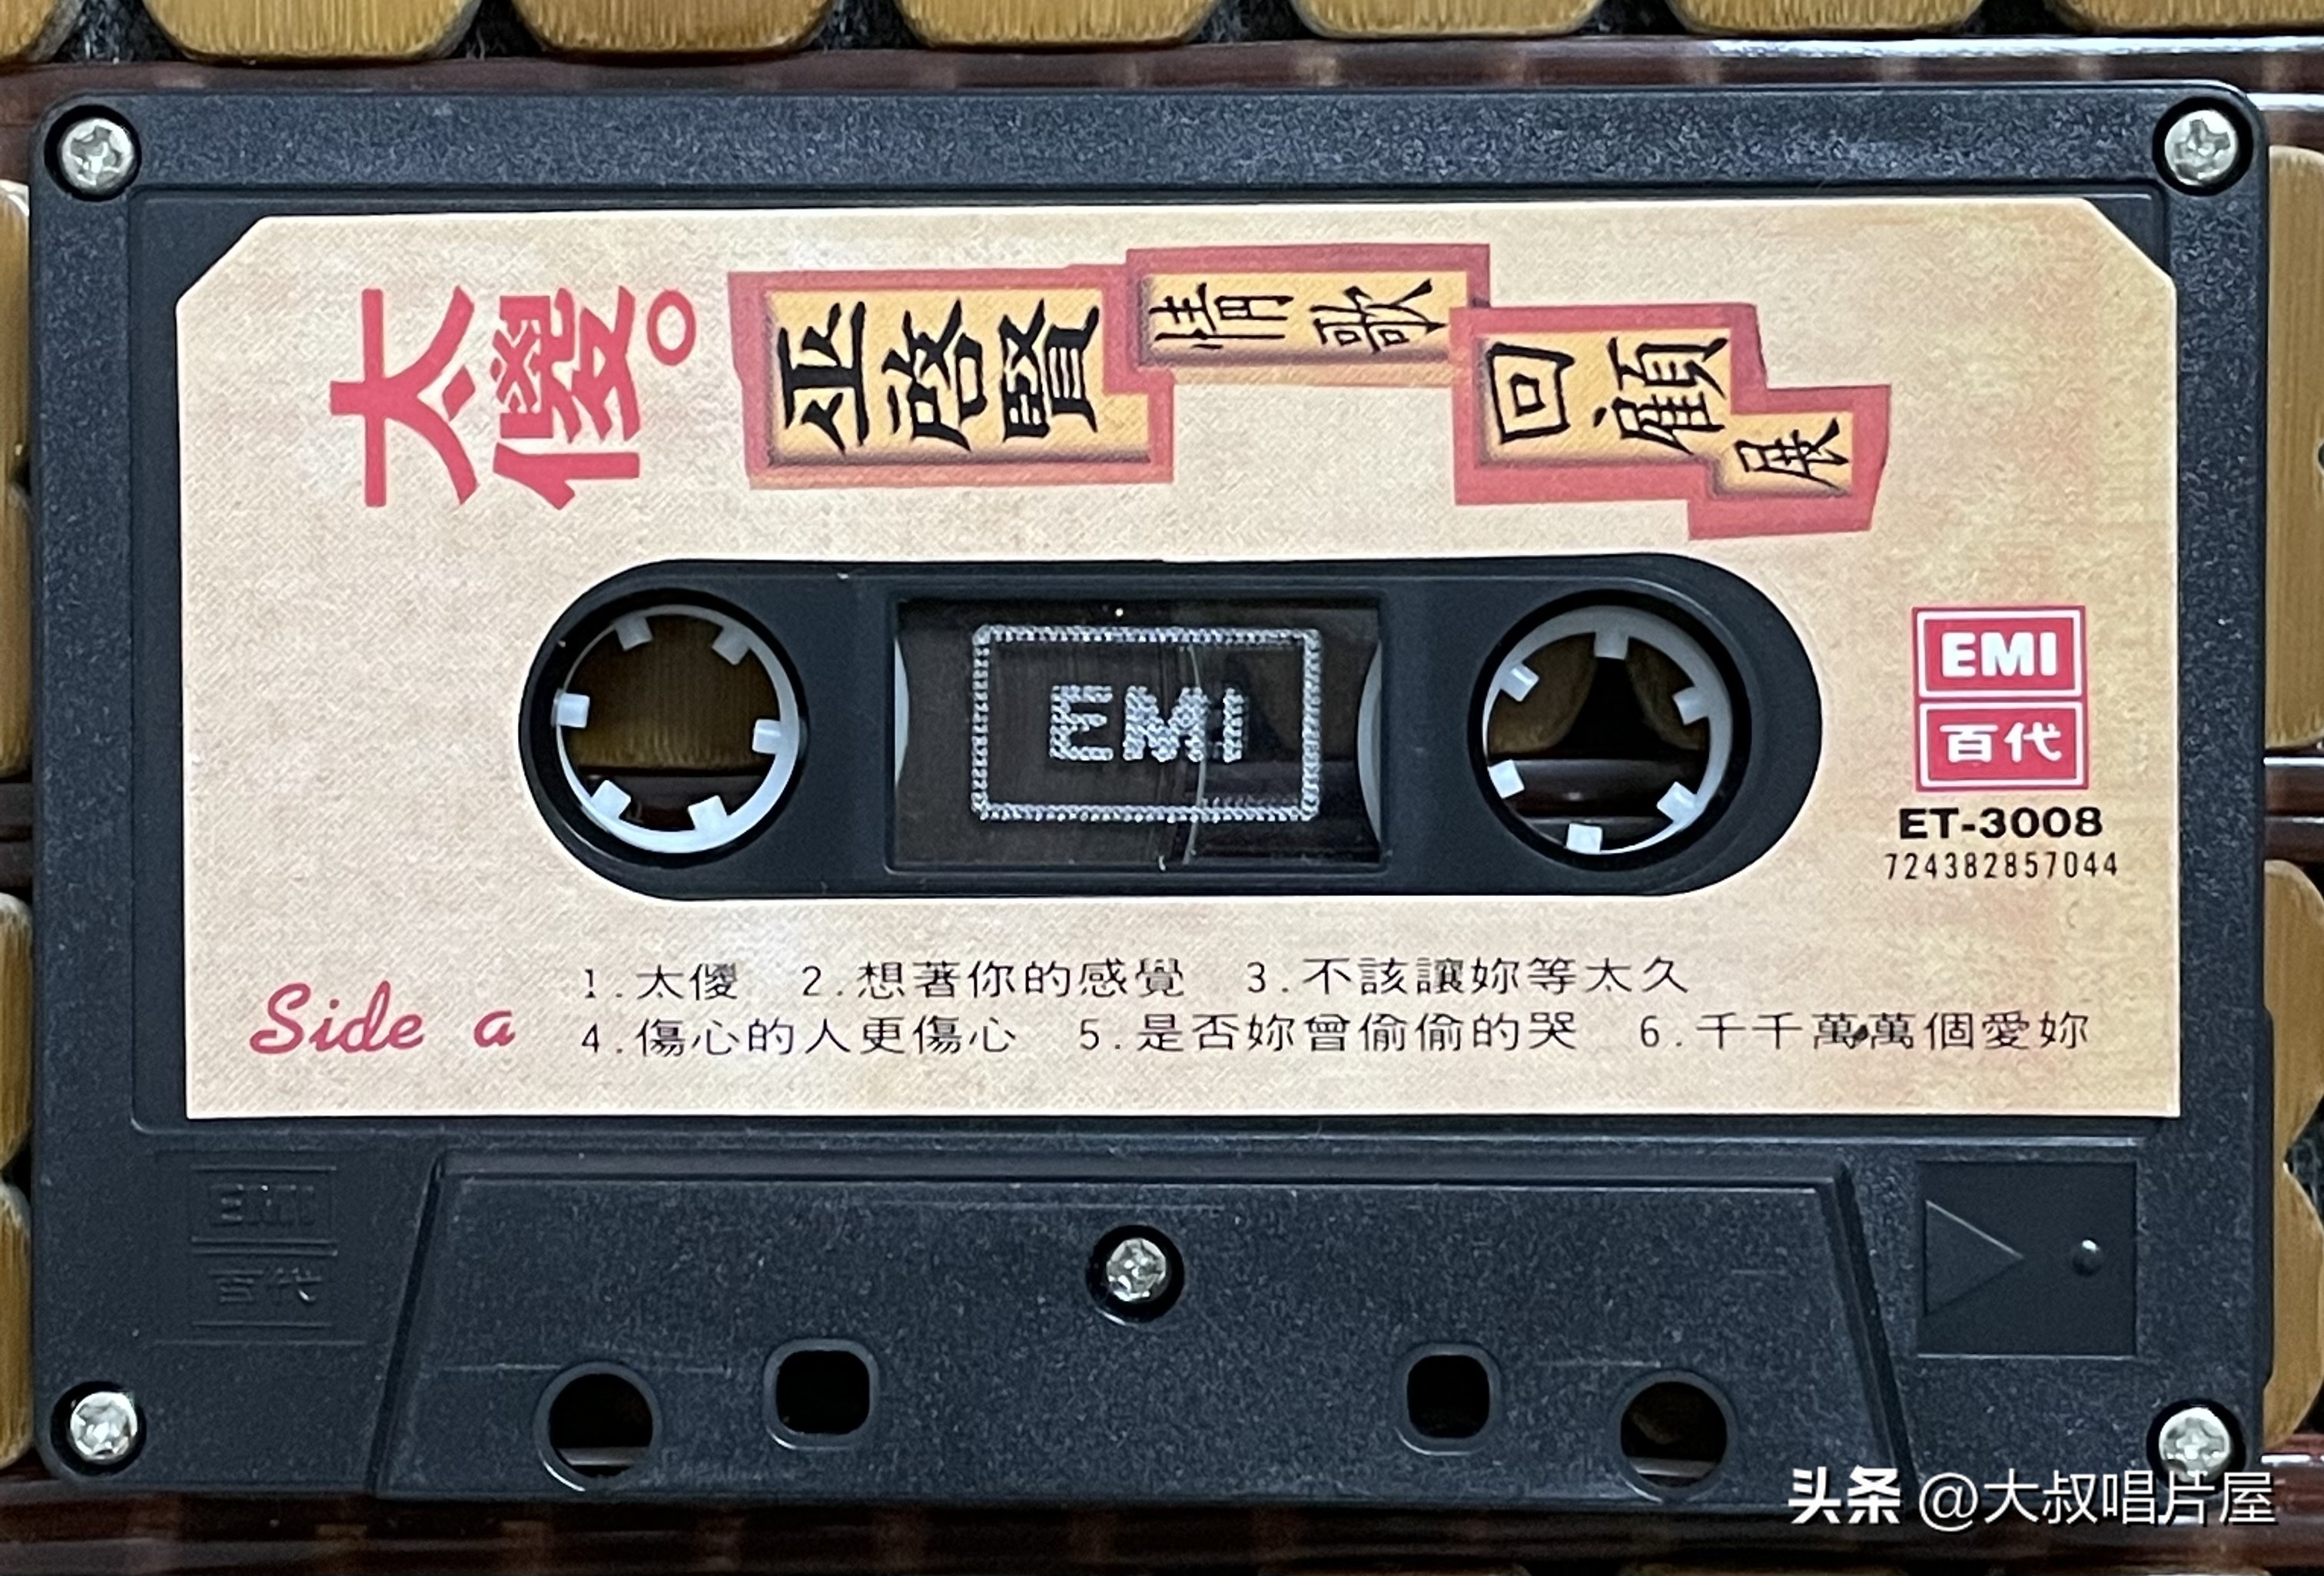 太傻。
巫啓賢
情歌
回顧
展
EMI
EMI
百代
ET-3008
724382857044
Side a
1.太傻 2.想著你的感覺 3.不該讓妳等太久
4.傷心的人更傷心 5.是否妳曾偷偷的哭 6.千千萬萬個愛妳
EMI
百代
头条 @大叔唱片屋